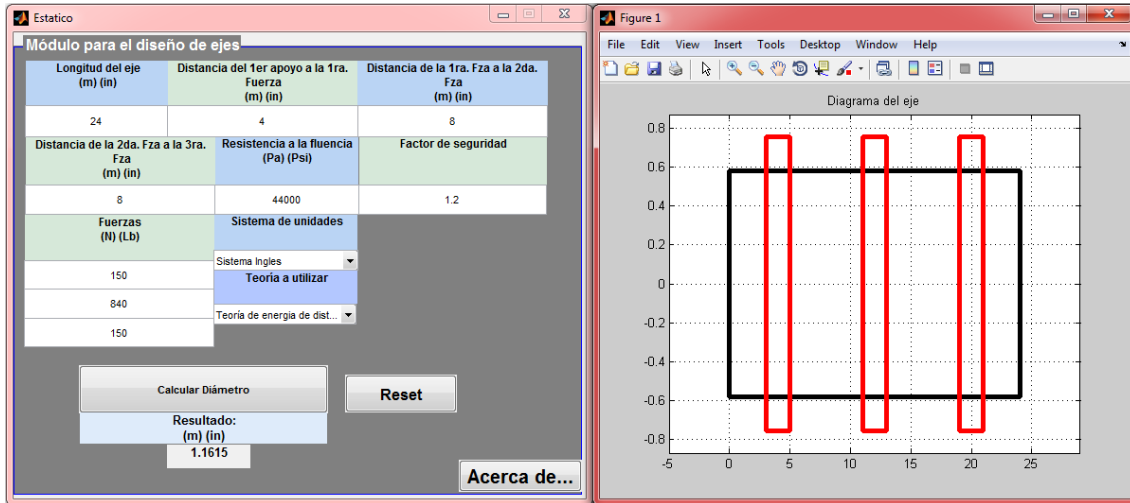 Estatico
Módulo para el diseño de ejes
Longitud del eje
(m) (in)
Distancia del 1er apoyo a la 1ra.
Fuerza
(m) (in)
Distancia de la 1ra. Fza a la 2da.
Fza
(m) (in)
24
4
8
Distancia de la 2da. Fza a la 3ra.
Fza
(m) (in)
Resistencia a la fluencia
(Pa) (Psi)
Factor de seguridad
8
44000
1.2
Fuerzas
(N) (Lb)
Sistema de unidades
Sistema Ingles
150
Teoría a utilizar
840
Teoría de energia de dist...
150
Calcular Diámetro
Reset
Resultado:
(m) (in)
1.1615
Acerca de...
Figure 1
File Edit View Insert Tools Desktop Window Help
Diagrama del eje
0.8
0.6
0.4
0.2
0
-0.2
-0.4
-0.6
-0.8
-5 0 5 10 15 20 25